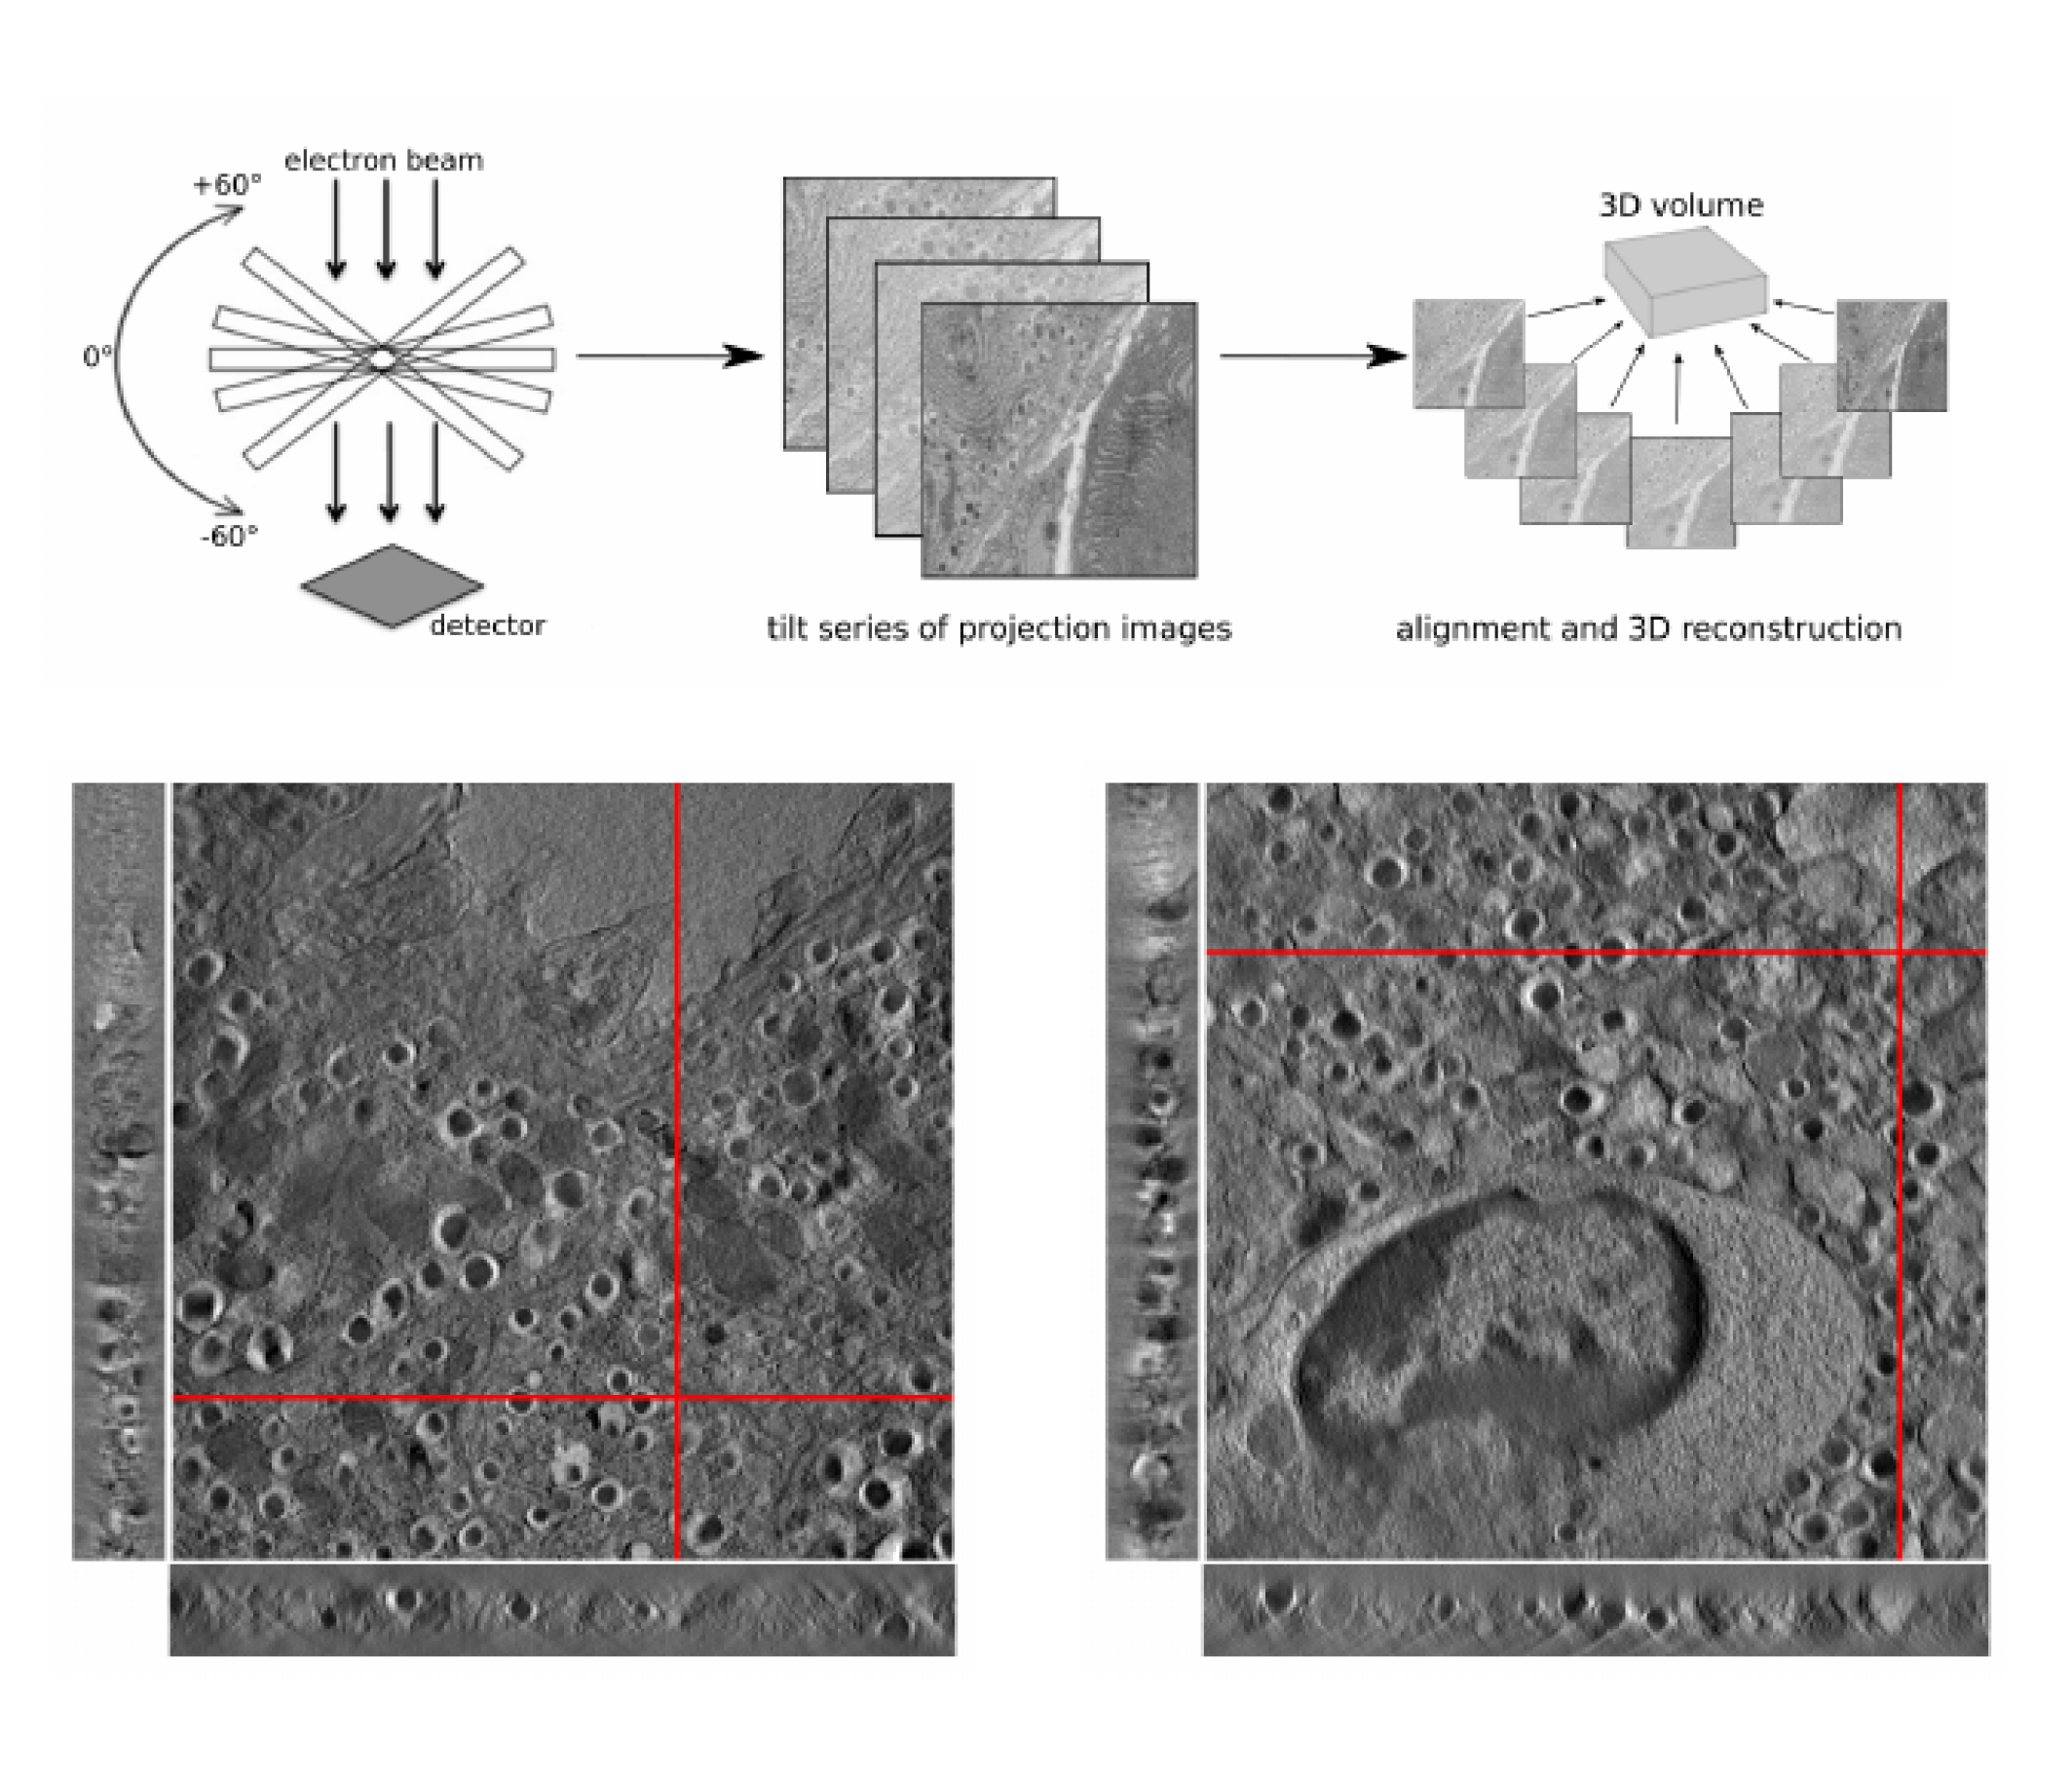 electron beam
+60°
0°
-60°
detector
tilt series of projection images
3D volume
alignment and 3D reconstruction